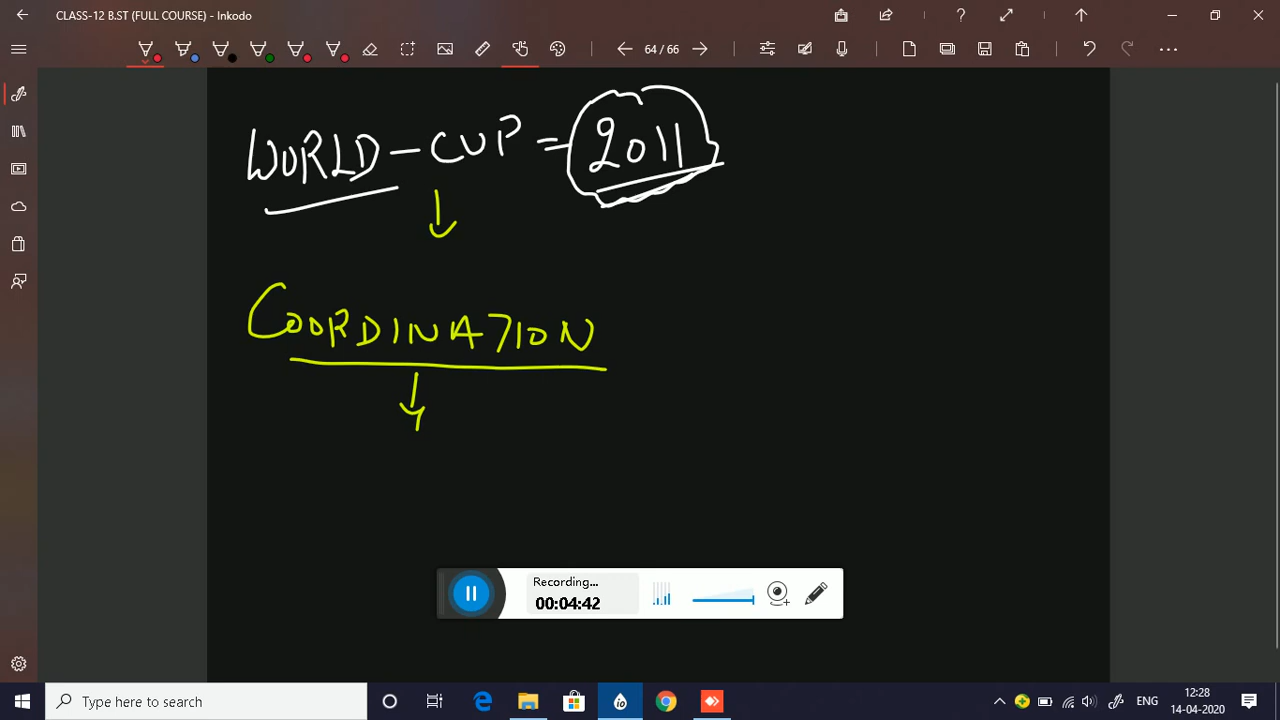 CLASS-12 B.ST (FULL COURSE) - Inkodo
64 / 66
WORLD - CUP = 2011
COORDINATION
Recording...
00:04:42
Type here to search
ENG
12:28
14-04-2020